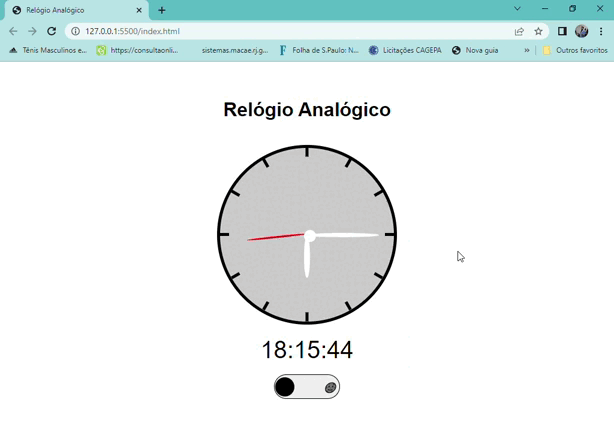 Relógio Analógico
127.0.0.1:5500/index.html
Tênis Masculinos e...
https://consultaonli...
sistemas.macae.rj.g...
Folha de S.Paulo: N...
Licitações CAGEPA
Nova guia
»
Outros favoritos
Relógio Analógico
18:15:44